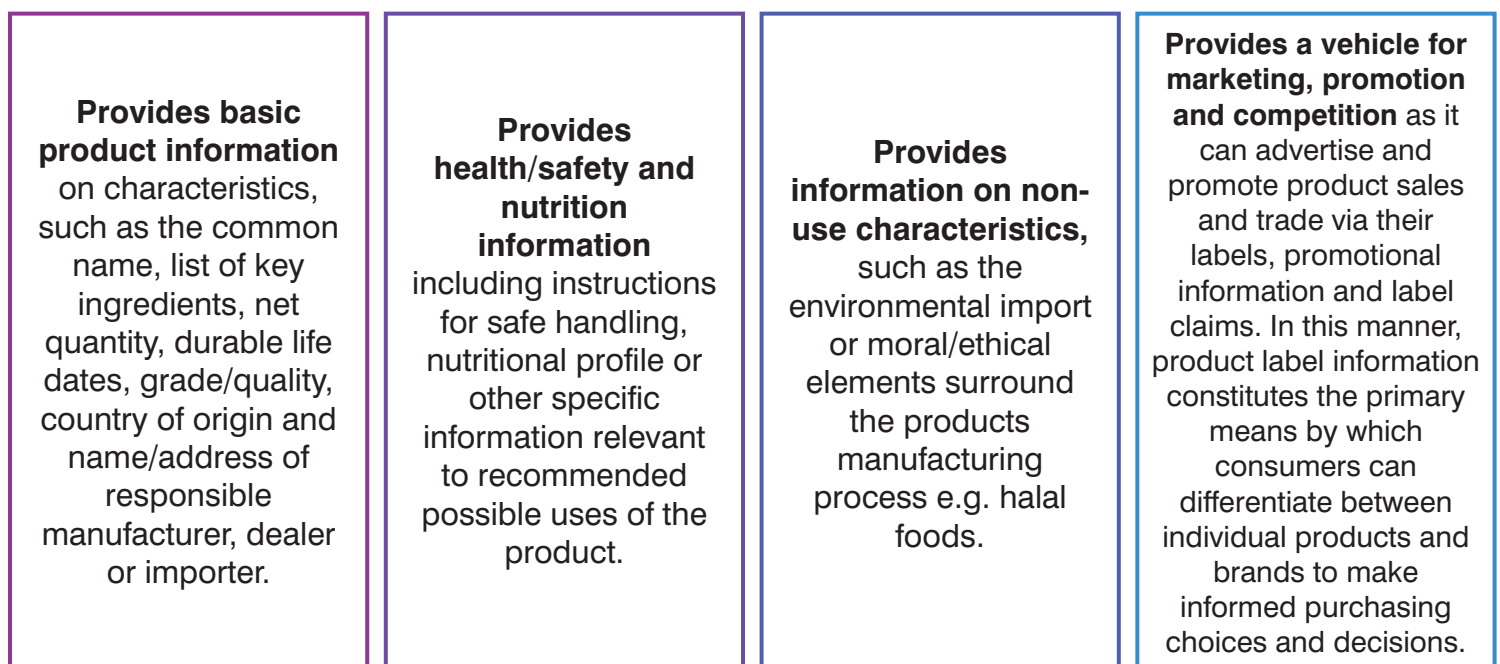 Provides basic
product information
on characteristics,
such as the common
name, list of key
ingredients, net
quantity, durable life
dates, grade/quality,
country of origin and
name/address of
responsible
manufacturer, dealer
or importer.
Provides
health/safety and
nutrition
information
including instructions
for safe handling,
nutritional profile or
other specific
information relevant
to recommended
possible uses of the
product.
Provides
information on non-
use characteristics,
such as the
environmental import
or moral/ethical
elements surround
the products
manufacturing
process e.g. halal
foods.
Provides a vehicle for
marketing, promotion
and competition as it
can advertise and
promote product sales
and trade via their
labels, promotional
information and label
claims. In this manner,
product label information
constitutes the primary
means by which
consumers can
differentiate between
individual products and
brands to make
informed purchasing
choices and decisions.